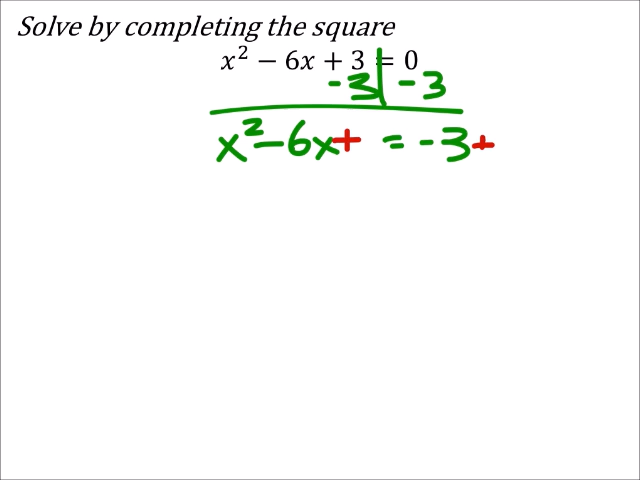 Solve by completing the square
x² − 6x + 3 = 0
-3 | -3
x² - 6x + = -3 +